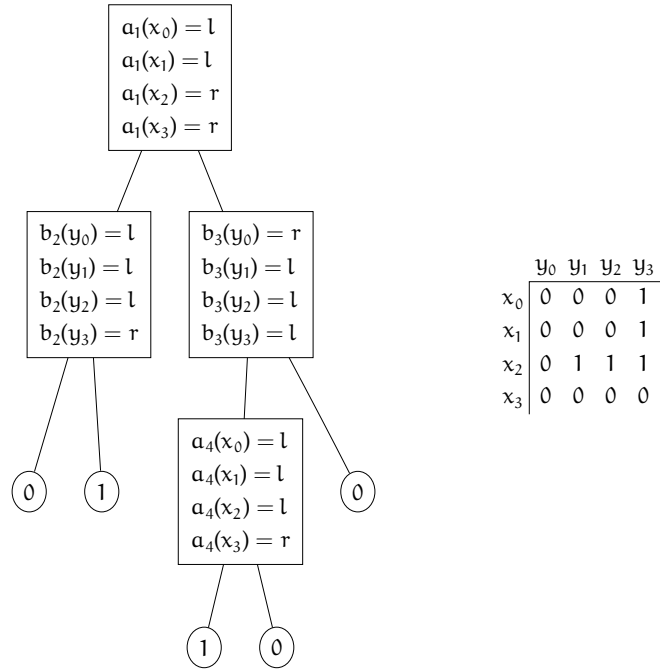 a₁(x₀) = l
a₁(x₁) = l
a₁(x₂) = r
a₁(x₃) = r
b₂(y₀) = l
b₂(y₁) = l
b₂(y₂) = l
b₂(y₃) = r
b₃(y₀) = r
b₃(y₁) = l
b₃(y₂) = l
b₃(y₃) = l
a₄(x₀) = l
a₄(x₁) = l
a₄(x₂) = l
a₄(x₃) = r
0 1 0
1 0
y₀ y₁ y₂ y₃
x₀ 0 0 0 1
x₁ 0 0 0 1
x₂ 0 1 1 1
x₃ 0 0 0 0